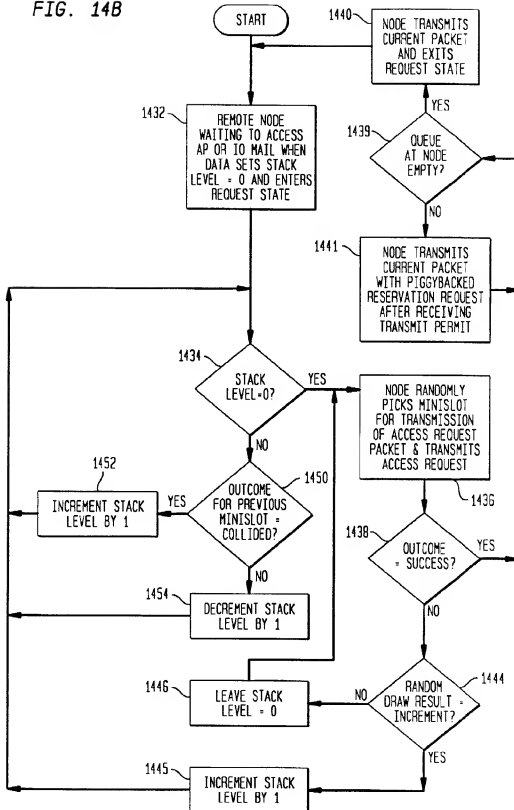 FIG. 14B
START
1440
NODE TRANSMITS
CURRENT PACKET
AND EXITS
REQUEST STATE
YES
1432
REMOTE NODE
WAITING TO ACCESS
AP OR IO MAIL WHEN
DATA SETS STACK
LEVEL = 0 AND ENTERS
REQUEST STATE
1439
QUEUE
AT NODE
EMPTY?
NO
1441
NODE TRANSMITS
CURRENT PACKET
WITH PIGGYBACKED
RESERVATION REQUEST
AFTER RECEIVING
TRANSMIT PERMIT
1434
STACK
LEVEL=0?
YES
NO
NODE RANDOMLY
PICKS MINISLOT
FOR TRANSMISSION
OF ACCESS REQUEST
PACKET & TRANSMITS
ACCESS REQUEST
1436
1450
OUTCOME
FOR PREVIOUS
MINISLOT =
COLLIDED?
YES
NO
1452
INCREMENT STACK
LEVEL BY 1
1438
OUTCOME
= SUCCESS?
YES
NO
1454
DECREMENT STACK
LEVEL BY 1
1444
RANDOM
DRAW RESULT =
INCREMENT?
NO
YES
1446
LEAVE STACK
LEVEL = 0
1445
INCREMENT STACK
LEVEL BY 1